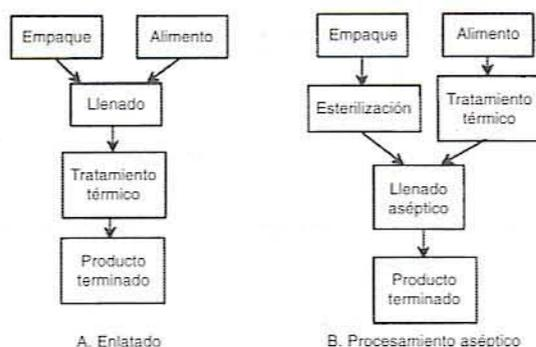 Empaque
Alimento
Llenado
Tratamiento
térmico
Producto
terminado
A. Enlatado
Empaque
Alimento
Esterilización
Tratamiento
térmico
Llenado
aséptico
Producto
terminado
B. Procesamiento aséptico